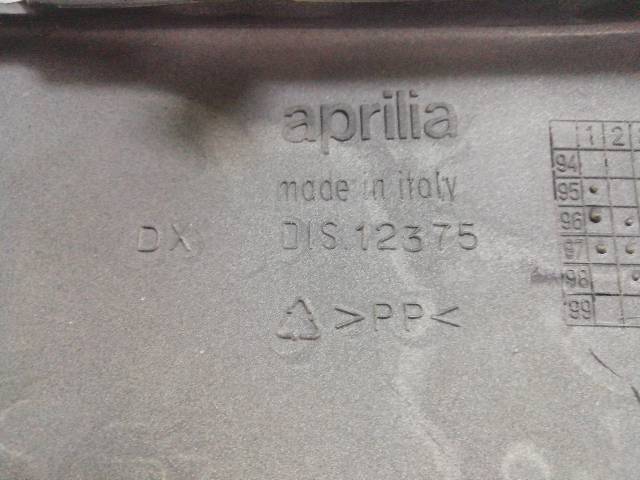 aprilia
made in italy
DX DIS.12375
>PP<
1 2
94
95
96
97
98
99